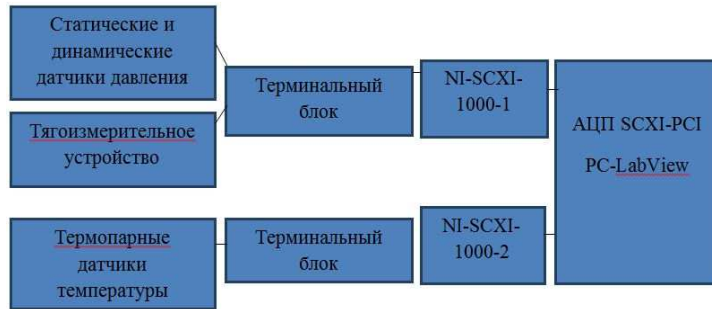 Статические и
динамические
датчики давления
Тягоизмерительное
устройство
Терминальный
блок
NI-SCXI-
1000-1
АЦП SCXI-PCI
PC-LabView
Термопарные
датчики
температуры
Терминальный
блок
NI-SCXI-
1000-2